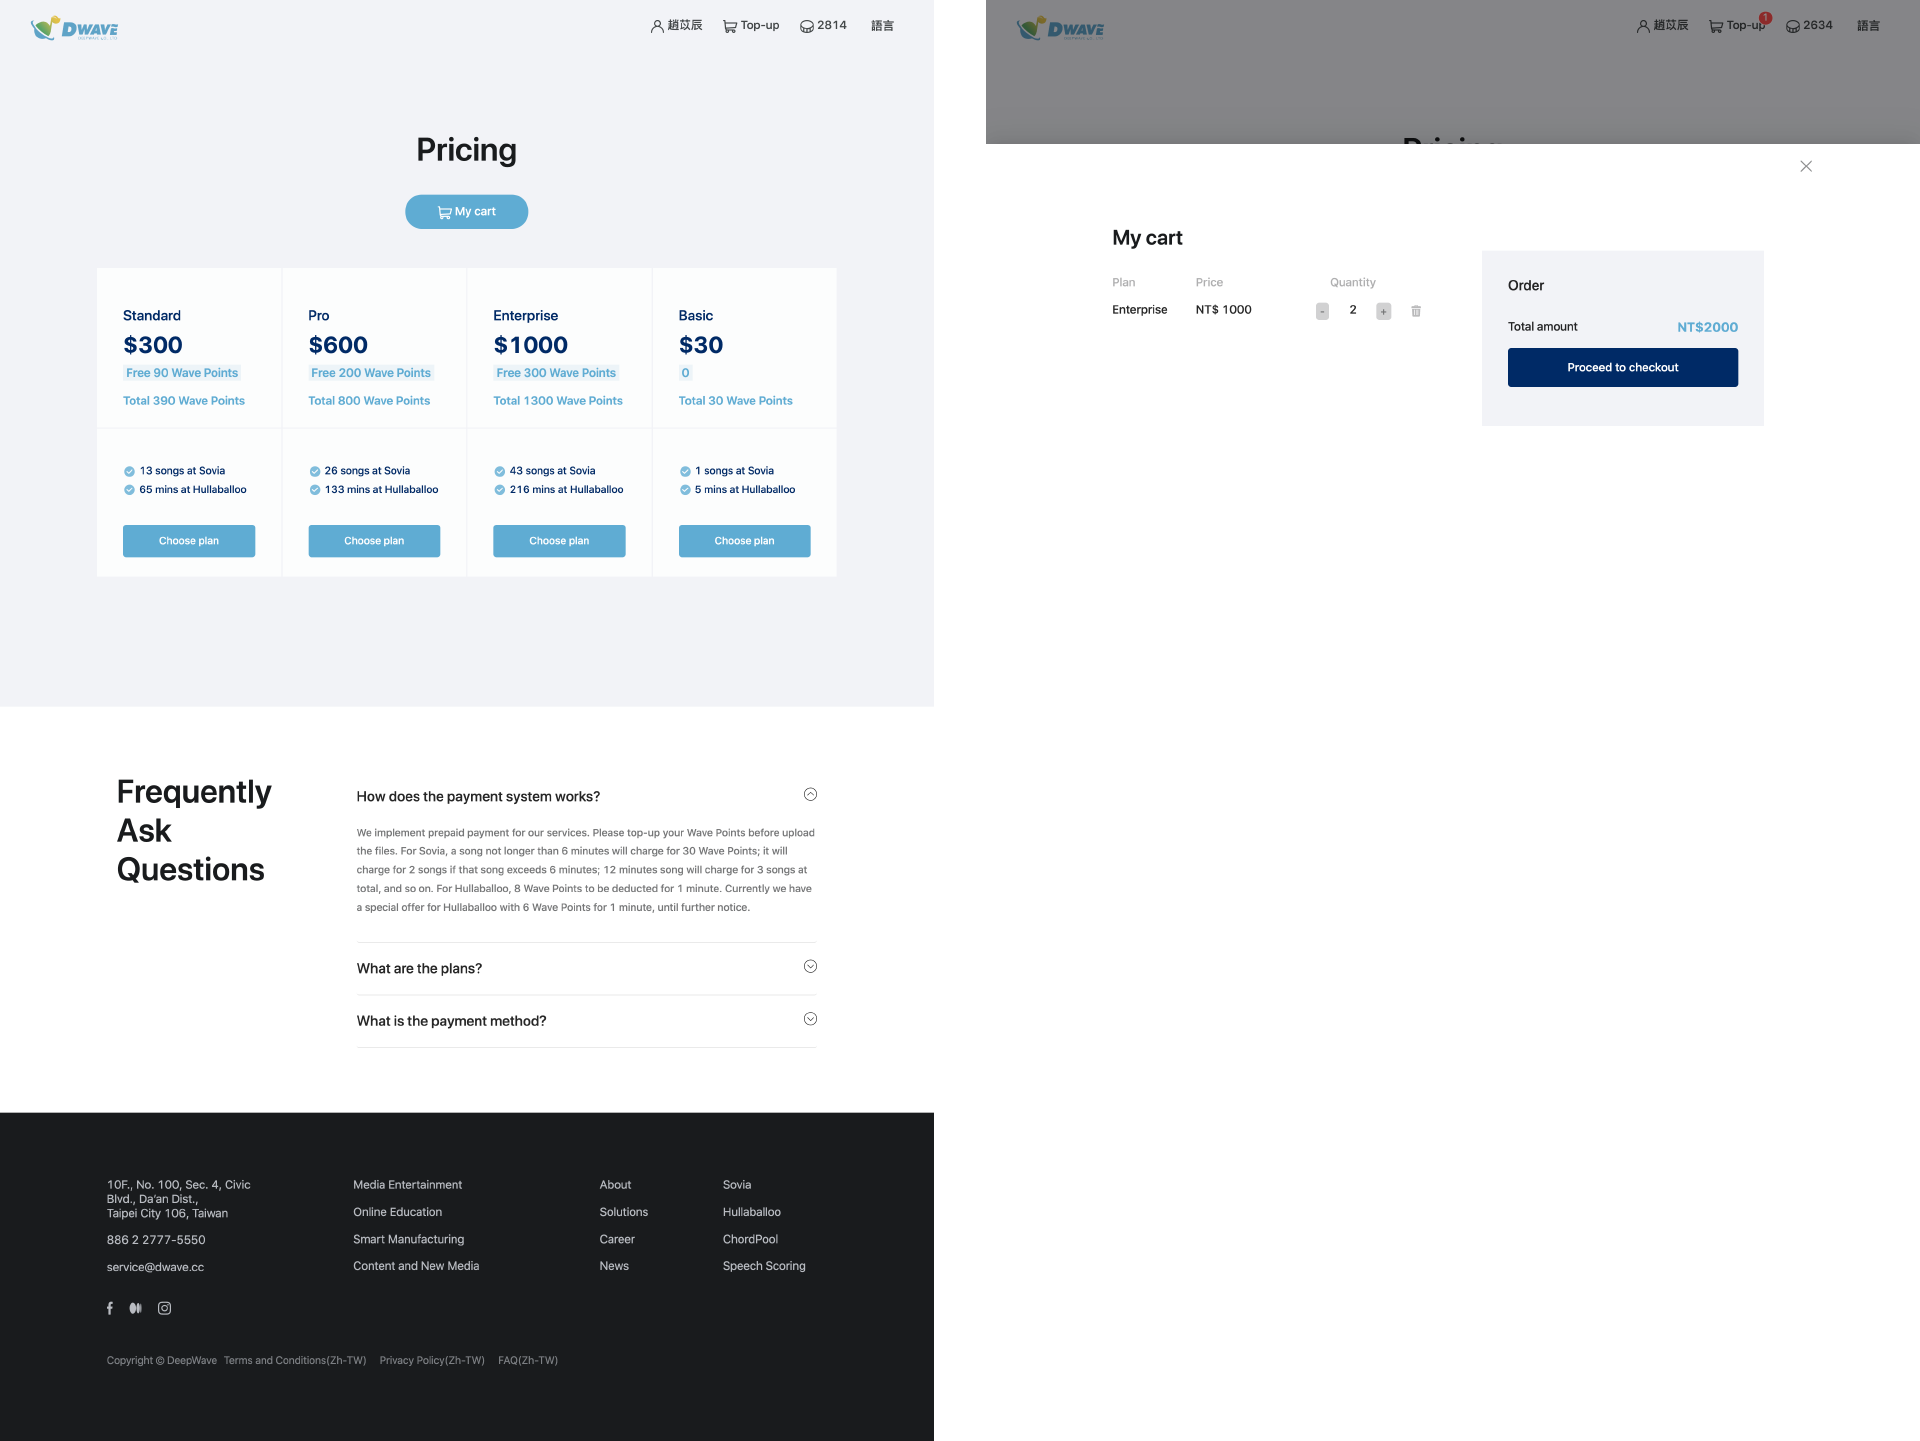 DWAVE
趙苡辰
Top-up
2814
語言
Pricing
My cart
Standard
$300
Free 90 Wave Points
Total 390 Wave Points
13 songs at Sovia
65 mins at Hullaballoo
Choose plan
Pro
$600
Free 200 Wave Points
Total 800 Wave Points
26 songs at Sovia
133 mins at Hullaballoo
Choose plan
Enterprise
$1000
Free 300 Wave Points
Total 1300 Wave Points
43 songs at Sovia
216 mins at Hullaballoo
Choose plan
Basic
$30
0
Total 30 Wave Points
1 songs at Sovia
5 mins at Hullaballoo
Choose plan
Frequently
Ask
Questions
How does the payment system works?
We implement prepaid payment for our services. Please top-up your Wave Points before upload
the files. For Sovia, a song not longer than 6 minutes will charge for 30 Wave Points; it will
charge for 2 songs if that song exceeds 6 minutes; 12 minutes song will charge for 3 songs at
total, and so on. For Hullaballoo, 8 Wave Points to be deducted for 1 minute. Currently we have
a special offer for Hullaballoo with 6 Wave Points for 1 minute, until further notice.
What are the plans?
What is the payment method?
10F., No. 100, Sec. 4, Civic
Blvd., Da'an Dist.,
Taipei City 106, Taiwan
886 2 2777-5550
service@dwave.cc
Media Entertainment
Online Education
Smart Manufacturing
Content and New Media
About
Solutions
Career
News
Sovia
Hullaballoo
ChordPool
Speech Scoring
Copyright © DeepWave Terms and Conditions(Zh-TW) Privacy Policy(Zh-TW) FAQ(Zh-TW)
DWAVE
趙苡辰
Top-up
1
2634
語言
Pricing
My cart
Plan Price Quantity
Enterprise NT$ 1000 - 2 +
Order
Total amount NT$2000
Proceed to checkout